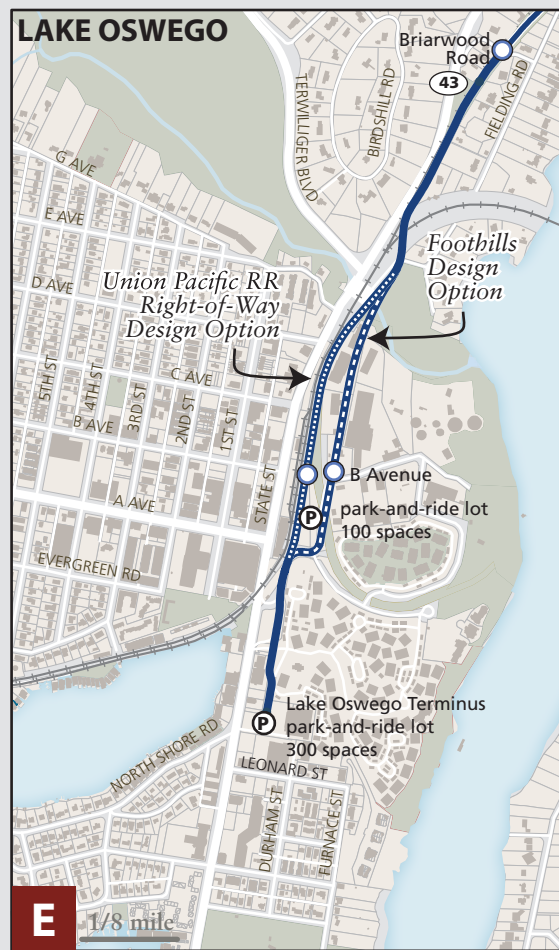 LAKE OSWEGO
Briarwood
Road
43
FIELDING RD
BIRDSHILL RD
TERWILLIGER BLVD
G AVE
E AVE
D AVE
Foothills
Design
Option
Union Pacific RR
Right-of-Way
Design Option
C AVE
5TH ST
4TH ST
3RD ST
2ND ST
1ST ST
B AVE
STATE ST
B Avenue
A AVE
P
park-and-ride lot
100 spaces
EVERGREEN RD
P
Lake Oswego Terminus
park-and-ride lot
300 spaces
NORTH SHORE RD
LEONARD ST
DURHAM ST
FURNACE ST
E
1/8 mile